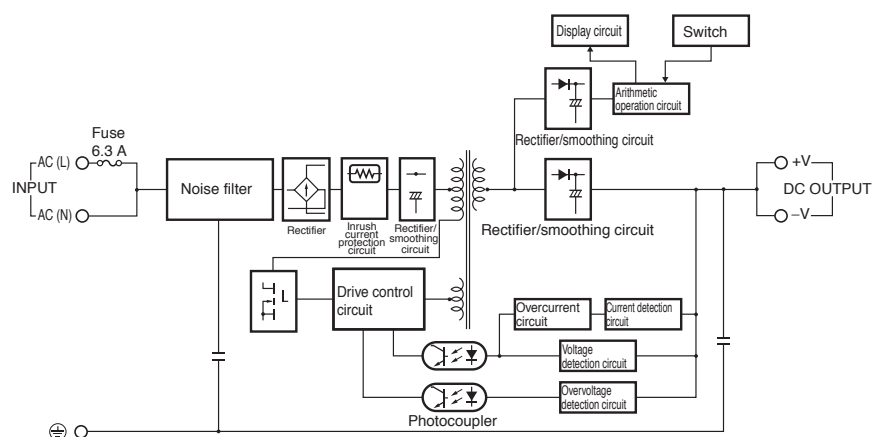 Display circuit
Switch
Arithmetic
operation circuit
Rectifier/smoothing circuit
Fuse
6.3 A
AC (L)
INPUT
AC (N)
Noise filter
Rectifier
Inrush
current
protection
circuit
Rectifier/
smoothing
circuit
Rectifier/smoothing circuit
+V
DC OUTPUT
–V
Drive control
circuit
Overcurrent
circuit
Current detection
circuit
Voltage
detection circuit
Overvoltage
detection circuit
Photocoupler